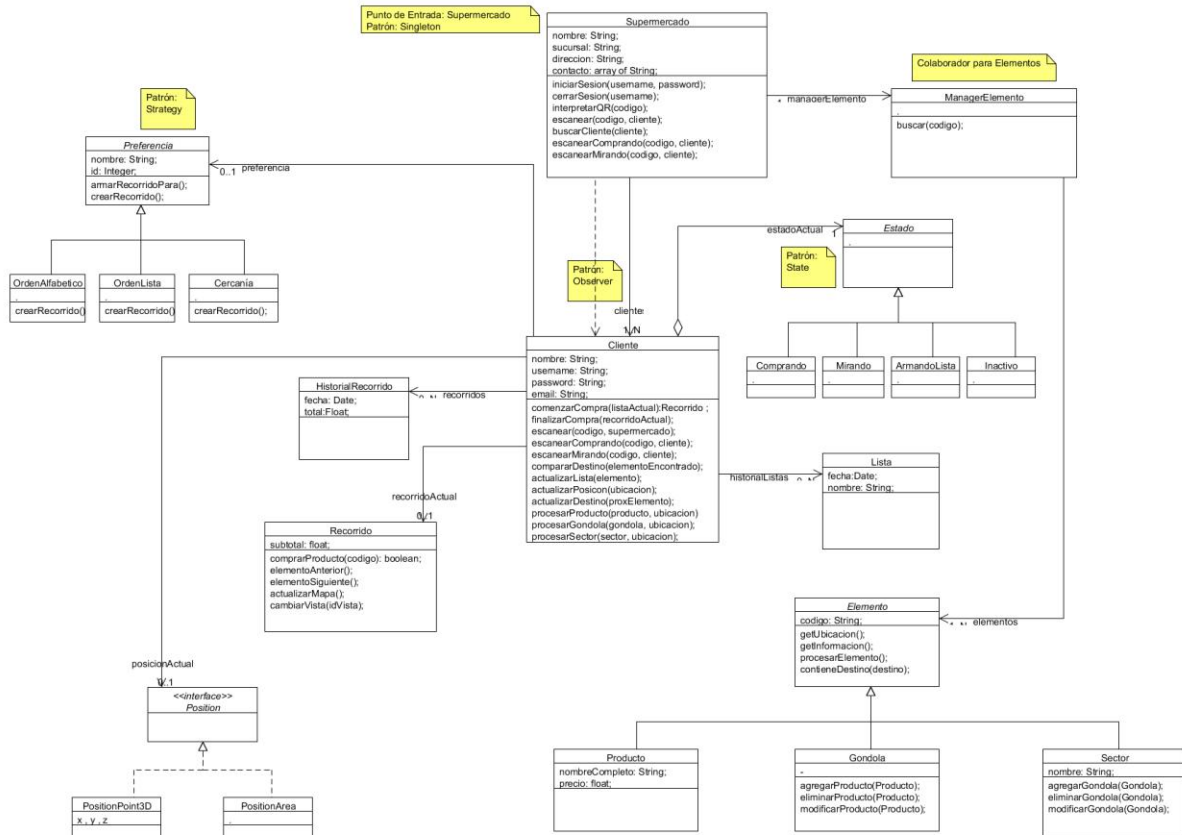 Punto de Entrada: Supermercado
Patrón: Singleton
Supermercado
nombre: String;
sucursal: String;
direccion: String;
contacto: array of String;
iniciarSesion(username, password);
cerrarSesion(username);
interpretarQR(codigo);
escanear(codigo, cliente);
buscarCliente(cliente);
escanearComprando(codigo, cliente);
escanearMirando(codigo, cliente);
managerElemento
Colaborador para Elementos
ManagerElemento
.
buscar(codigo);
Patrón:
Strategy
Preferencia
nombre: String;
id: Integer;
armarRecorridoPara();
crearRecorrido();
0..1 preferencia
OrdenAlfabetico
.
crearRecorrido()
OrdenLista
.
crearRecorrido()
Cercanía
.
crearRecorrido();
Patrón:
Observer
clientes
estadoActual
1
Patrón:
State
Estado
.
Comprando
.
Mirando
.
ArmandoLista
.
Inactivo
.
Cliente
nombre: String;
username: String;
password: String;
email: String;
comenzarCompra(listaActual):Recorrido ;
finalizarCompra(recorridoActual);
escanear(codigo, supermercado);
escanearComprando(codigo, cliente);
escanearMirando(codigo, cliente);
compararDestino(elementoEncontrado);
actualizarLista(elemento);
actualizarPosicon(ubicacion);
actualizarDestino(proxElemento);
procesarProducto(producto, ubicacion)
procesarGondola(gondola, ubicacion);
procesarSector(sector, ubicacion);
HistorialRecorrido
fecha: Date;
total:Float;
recorridos
recorridoActual
0..1
Recorrido
subtotal: float;
comprarProducto(codigo): boolean;
elementoAnterior();
elementoSiguiente();
actualizarMapa();
cambiarVista(idVista);
historialListas
Lista
fecha:Date;
nombre: String;
posicionActual
0..1
<<interface>>
Position
PositionPoint3D
x , y , z
PositionArea
.
Elemento
codigo: String;
getUbicacion();
getInformacion();
procesarElemento();
contieneDestino(destino);
elementos
Producto
nombreCompleto: String;
precio: float;
Gondola
-
agregarProducto(Producto);
eliminarProducto(Producto);
modificarProducto(Producto);
Sector
nombre: String;
agregarGondola(Gondola);
eliminarGondola(Gondola);
modificarGondola(Gondola);